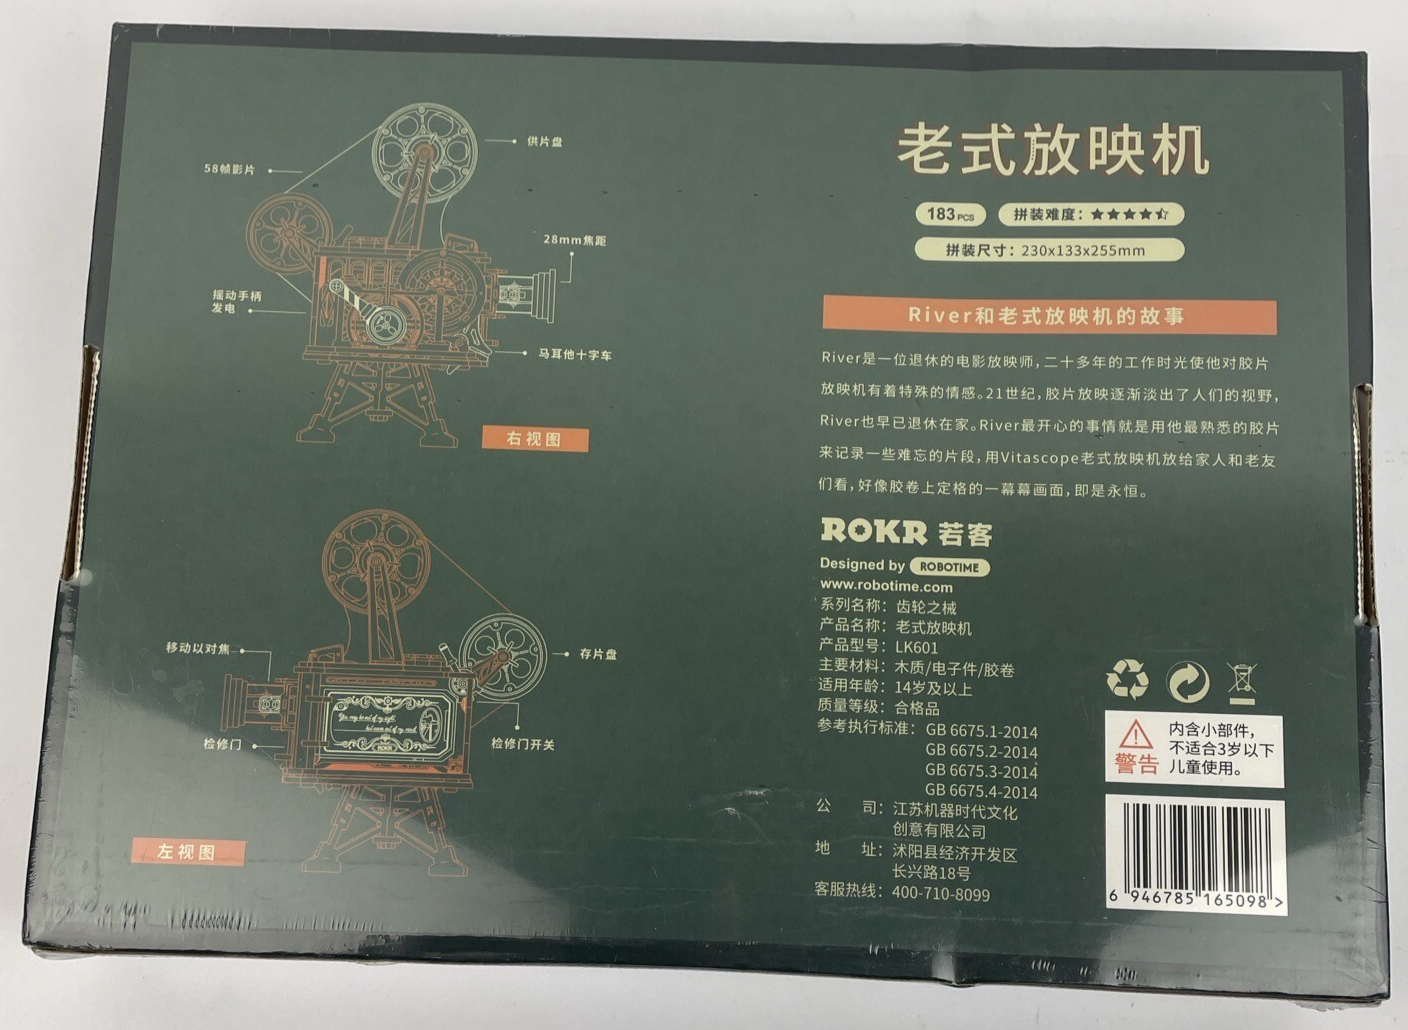 58帧影片
供片盘
28mm焦距
摇动手柄
发电
马耳他十字车
右视图
移动以对焦
存片盘
You may be out of my sight,
but never out of my mind.
ROKR
检修门
检修门开关
左视图
老式放映机
183PCS
拼装难度：★★★★⯪
拼装尺寸：230x133x255mm
River和老式放映机的故事
River是一位退休的电影放映师，二十多年的工作时光使他对胶片
放映机有着特殊的情感。21世纪，胶片放映逐渐淡出了人们的视野，
River也早已退休在家。River最开心的事情就是用他最熟悉的胶片
来记录一些难忘的片段，用Vitascope老式放映机放给家人和老友
们看，好像胶卷上定格的一幕幕画面，即是永恒。
ROKR 若客
Designed by ROBOTIME
www.robotime.com
系列名称：齿轮之械
产品名称：老式放映机
产品型号：LK601
主要材料：木质/电子件/胶卷
适用年龄：14岁及以上
质量等级：合格品
参考执行标准：GB 6675.1-2014
GB 6675.2-2014
GB 6675.3-2014
GB 6675.4-2014
公 司：江苏机器时代文化
创意有限公司
地 址：沭阳县经济开发区
长兴路18号
客服热线：400-710-8099
警告
内含小部件，
不适合3岁以下
儿童使用。
6 946785 165098 >